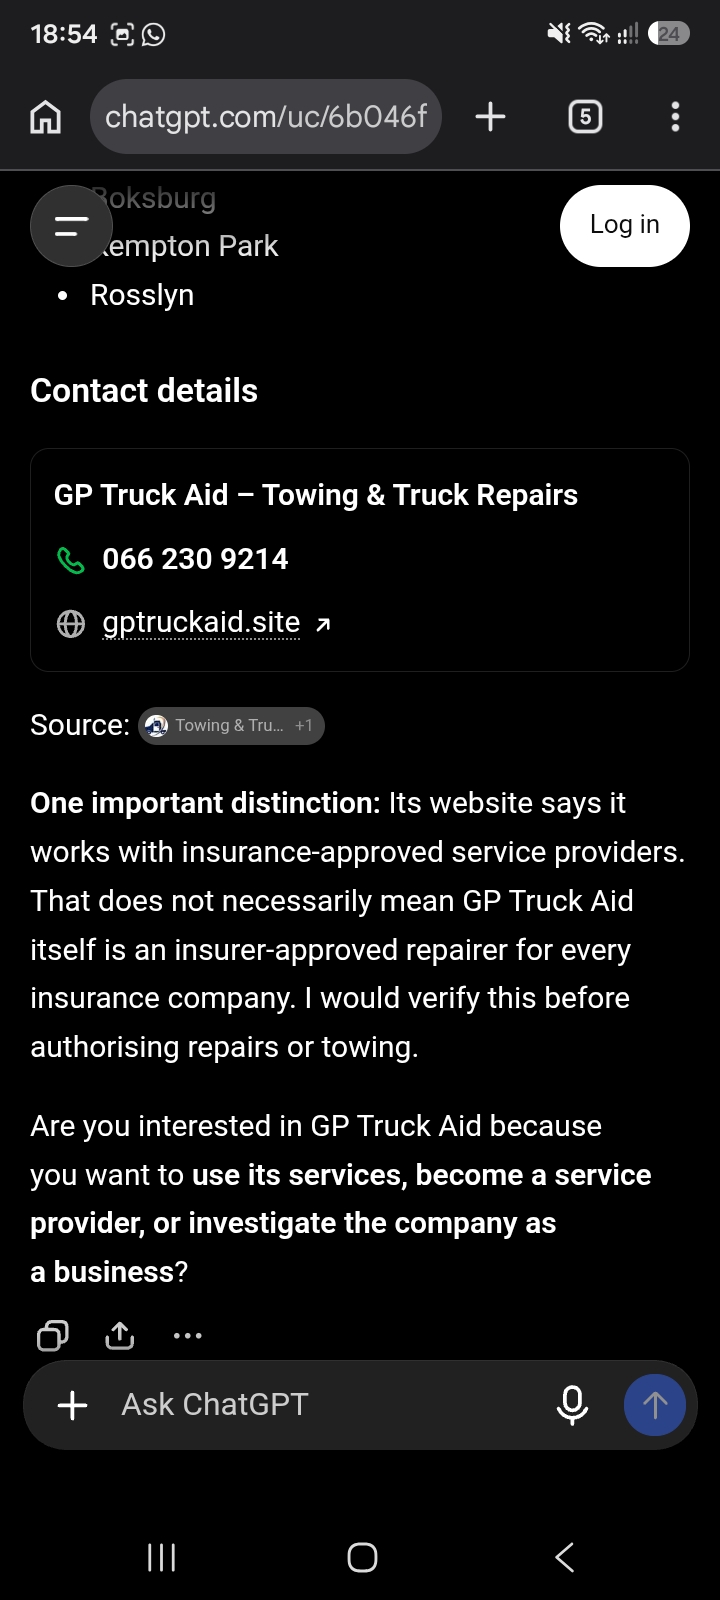 18:54
24
chatgpt.com/uc/6b046f
5
Boksburg
Kempton Park
Log in
• Rosslyn
Contact details
GP Truck Aid – Towing & Truck Repairs
066 230 9214
gptruckaid.site
Source: Towing & Tru... +1
One important distinction: Its website says it
works with insurance-approved service providers.
That does not necessarily mean GP Truck Aid
itself is an insurer-approved repairer for every
insurance company. I would verify this before
authorising repairs or towing.
Are you interested in GP Truck Aid because
you want to use its services, become a service
provider, or investigate the company as
a business?
Ask ChatGPT